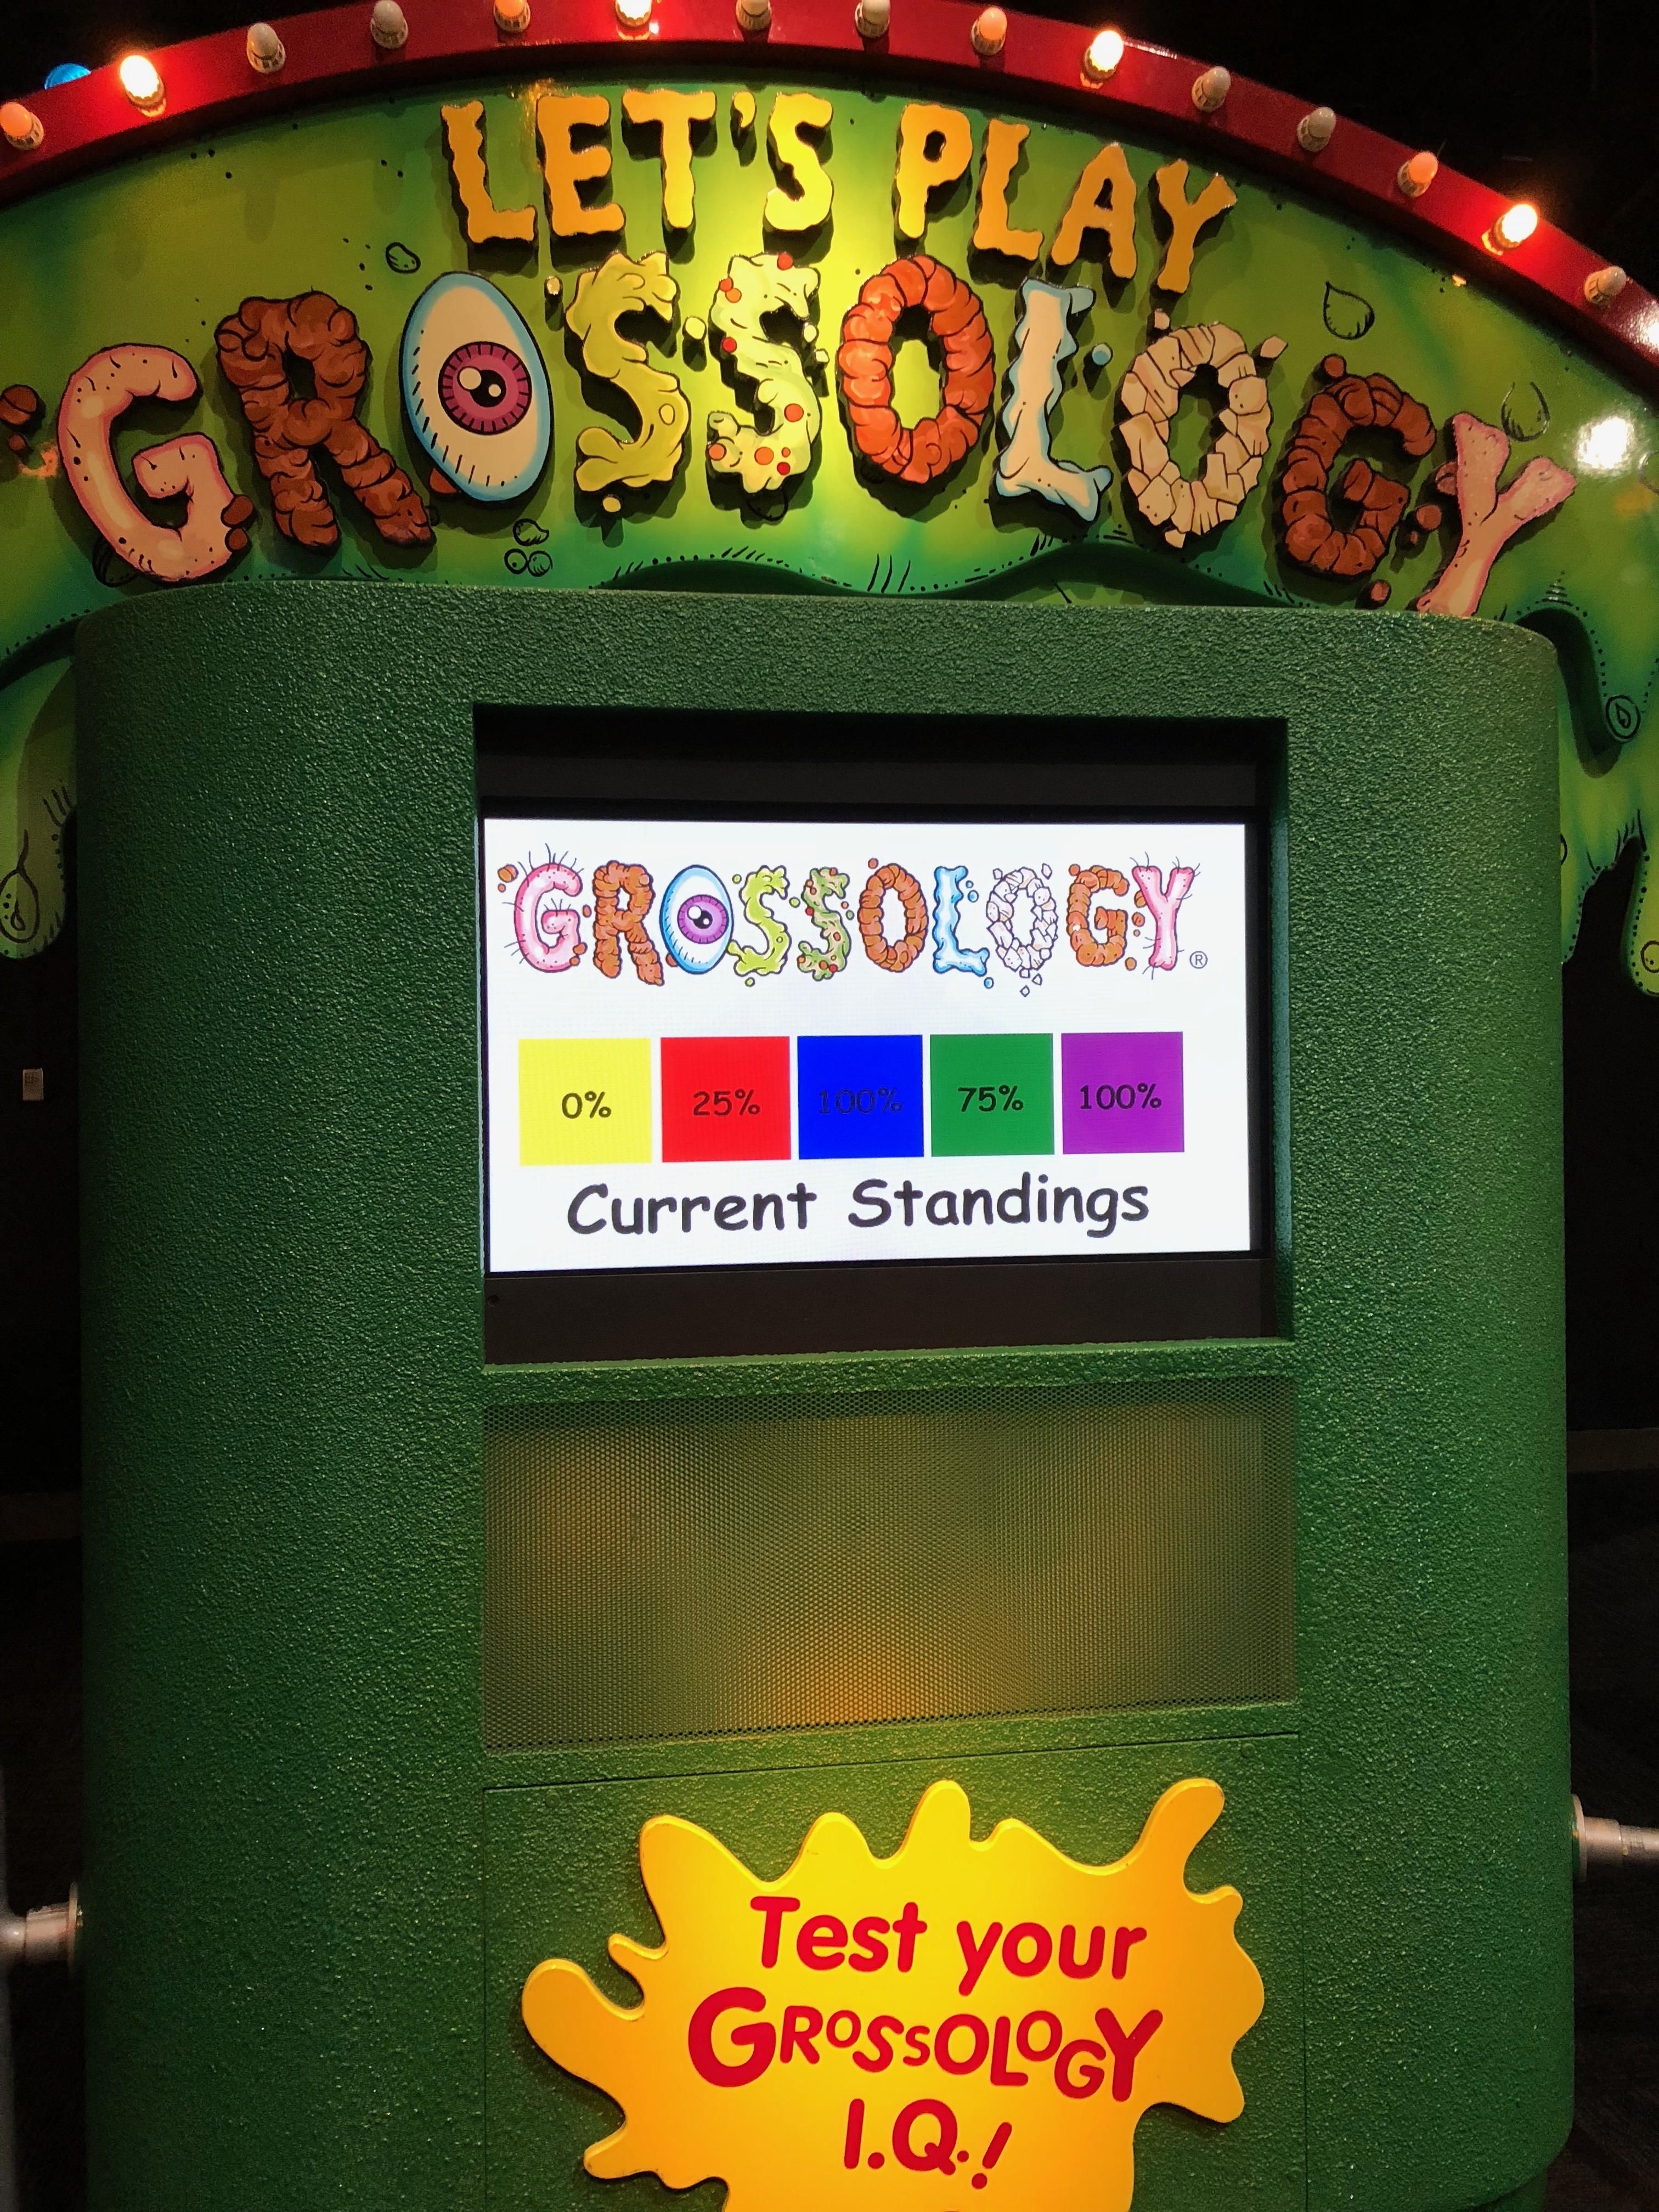 LET'S PLAY
GROSSOLOGY
GROSSOLOGY®
0% 25% 100% 75% 100%
Current Standings
Test your
GROSSOLOGY
I.Q.!